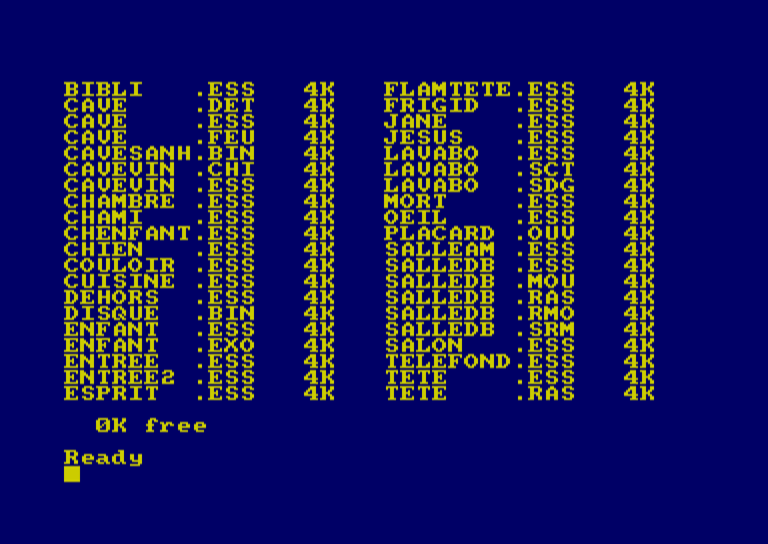 BIBLI   .ESS   4K   FLAMTETE.ESS   4K
CAVE    .DET   4K   FRIGID  .ESS   4K
CAVE    .ESS   4K   JANE    .ESS   4K
CAVE    .FEU   4K   JESUS   .ESS   4K
CAVESANH.BIN   4K   LAVABO  .ESS   4K
CAVEVIN .CHI   4K   LAVABO  .SCT   4K
CAVEVIN .ESS   4K   LAVABO  .SDG   4K
CHAMBRE .ESS   4K   MORT    .ESS   4K
CHAMI   .ESS   4K   OEIL    .ESS   4K
CHENFANT.ESS   4K   PLACARD .OUV   4K
CHIEN   .ESS   4K   SALLEAM .ESS   4K
COULOIR .ESS   4K   SALLEDB .ESS   4K
CUISINE .ESS   4K   SALLEDB .MOU   4K
DEHORS  .ESS   4K   SALLEDB .RAS   4K
DISQUE  .BIN   4K   SALLEDB .RMO   4K
ENFANT  .ESS   4K   SALLEDB .SRM   4K
ENFANT  .EXO   4K   SALON   .ESS   4K
ENTREE  .ESS   4K   TELEFOND.ESS   4K
ENTREE2 .ESS   4K   TETE    .ESS   4K
ESPRIT  .ESS   4K   TETE    .RAS   4K
0K free
Ready